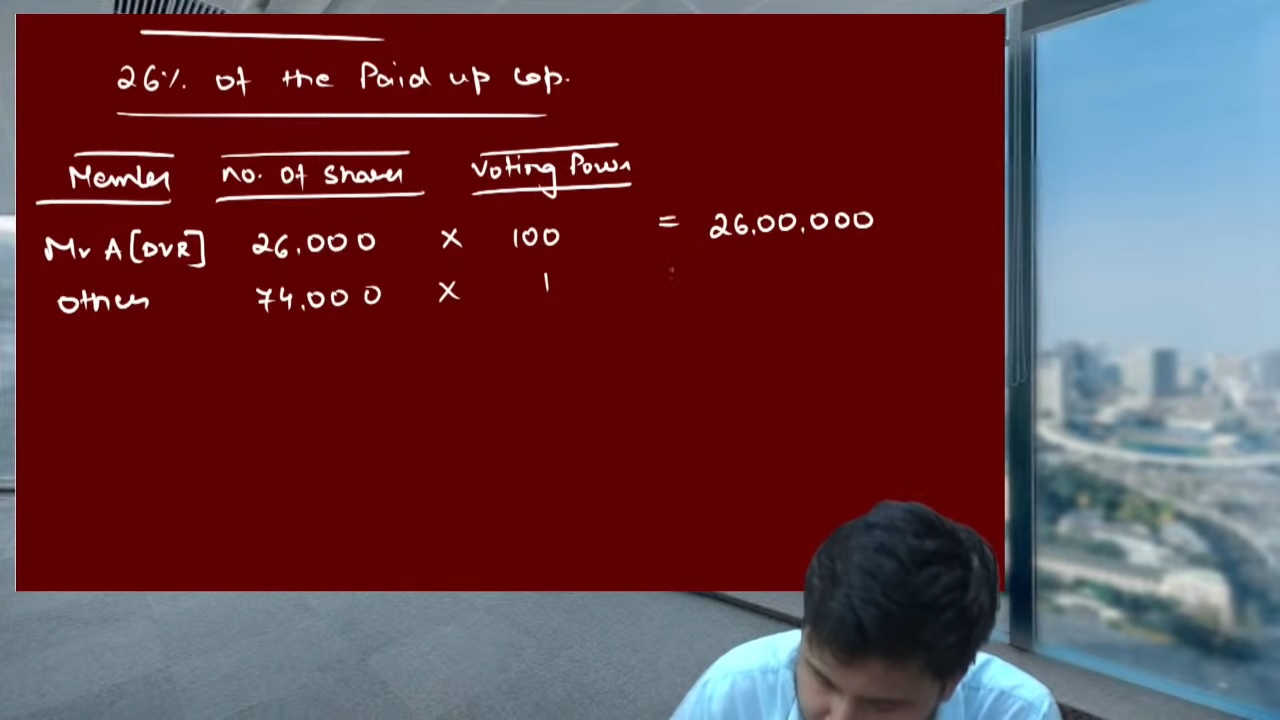 26% of the Paid up cap.
Member no. of shares Voting Power
Mr A [DVR] 26,000 x 100 = 26,00,000
Others 74,000 x 1